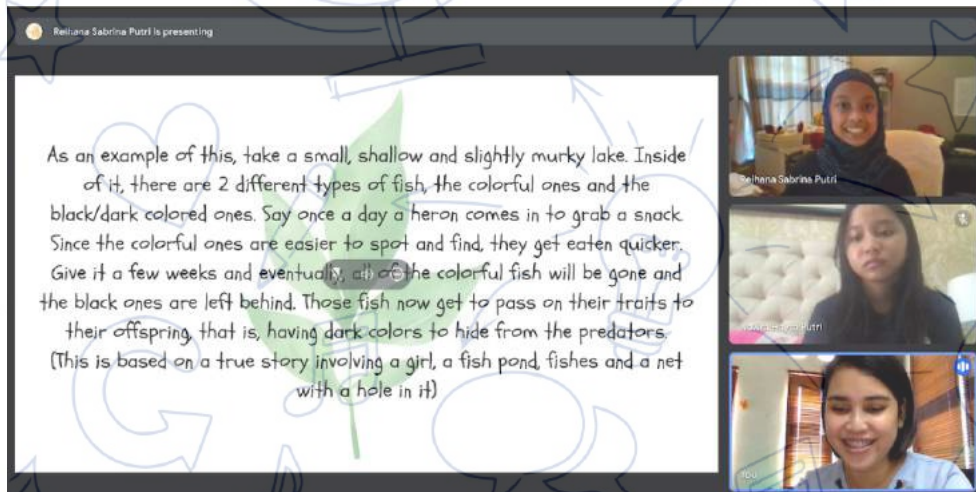 Reihana Sabrina Putri is presenting
As an example of this, take a small, shallow and slightly murky lake. Inside
of it, there are 2 different types of fish, the colorful ones and the
black/dark colored ones. Say once a day a heron comes in to grab a snack.
Since the colorful ones are easier to spot and find, they get eaten quicker.
Give it a few weeks and eventually, all of the colorful fish will be gone and
the black ones are left behind. Those fish now get to pass on their traits to
their offspring, that is, having dark colors to hide from the predators.
(This is based on a true story involving a girl, a fish pond, fishes and a net
with a hole in it)
Reihana Sabrina Putri
Putri
You